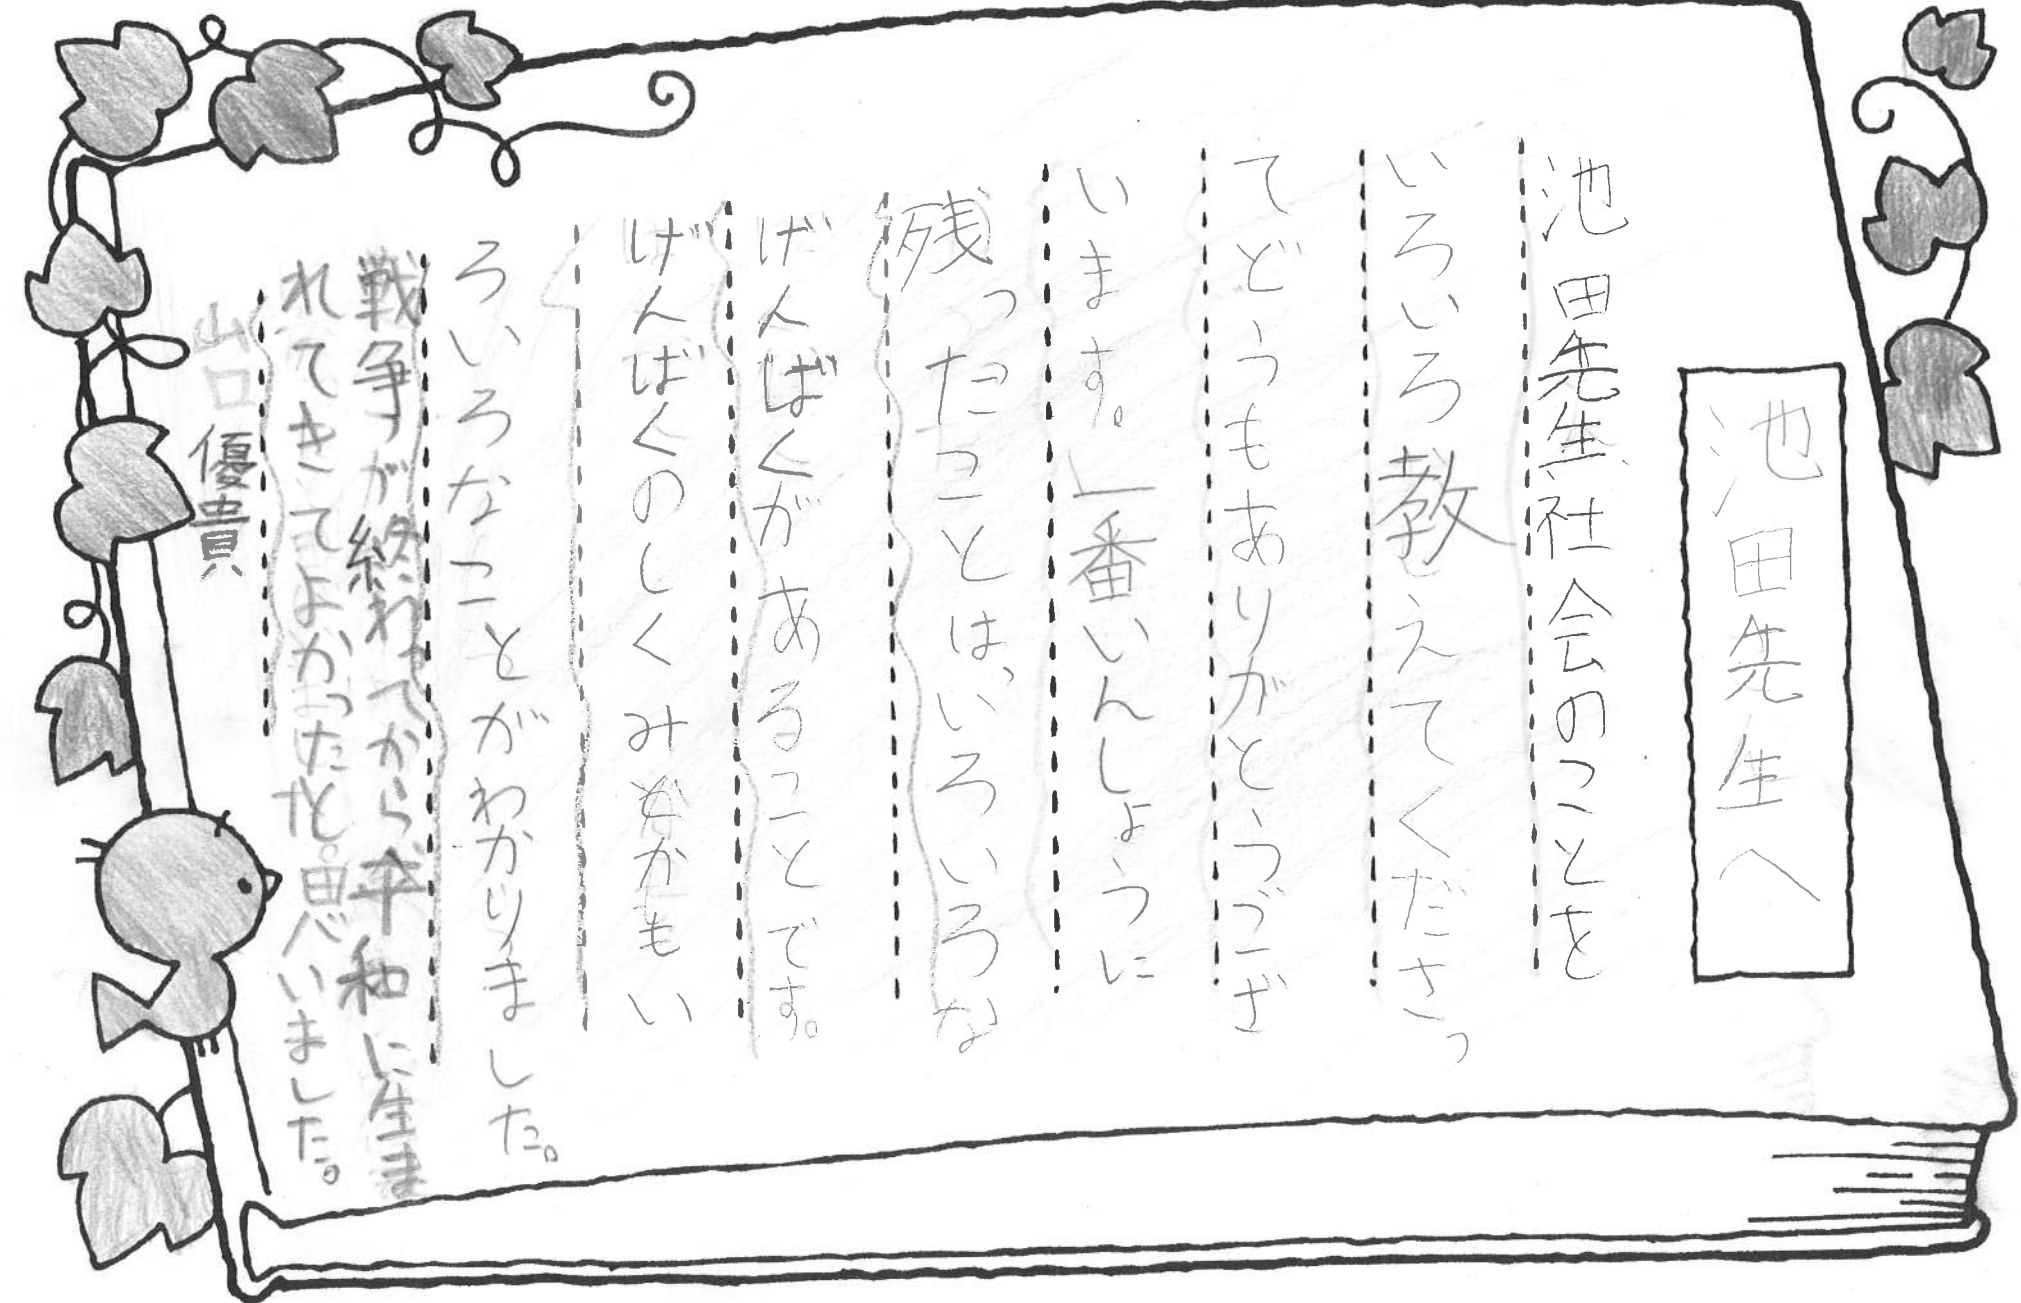 池田先生へ
池田先生、社会のことを
いろいろ教えてくださっ
てどうもありがとうござ
います。一番いんしょうに
残ったことは、いろいろな
げんばくがあることです。
げんばくのしくみとかもい
ろいろなことがわかりました。
戦争が終わってから平和に生ま
れてきてよかったと思いました。
山口優貴